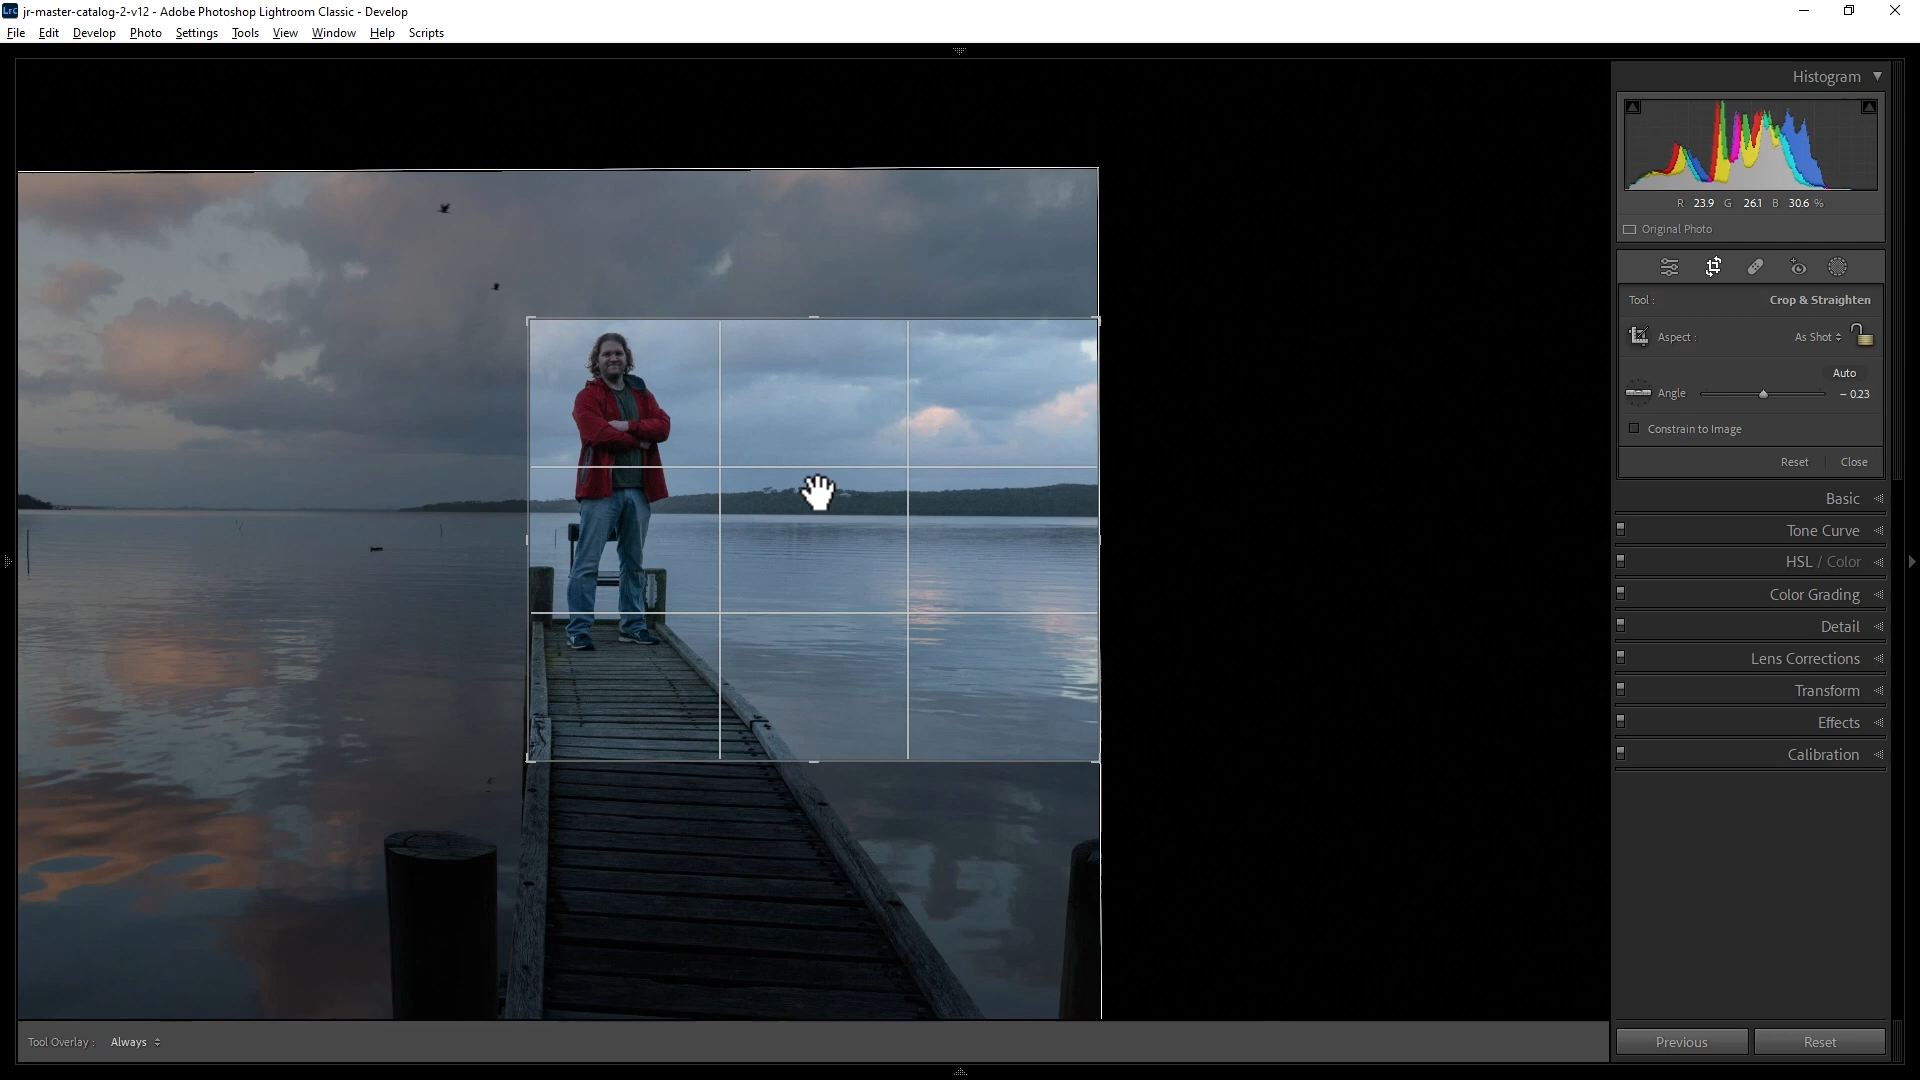 Lrc jr-master-catalog-2-v12 - Adobe Photoshop Lightroom Classic - Develop
File Edit Develop Photo Settings Tools View Window Help Scripts
Histogram
R 23.9 G 26.1 B 30.6 %
Original Photo
Tool : Crop & Straighten
Aspect : As Shot
Auto
Angle – 0.23
Constrain to Image
Reset Close
Basic
Tone Curve
HSL / Color
Color Grading
Detail
Lens Corrections
Transform
Effects
Calibration
Tool Overlay : Always
Previous Reset